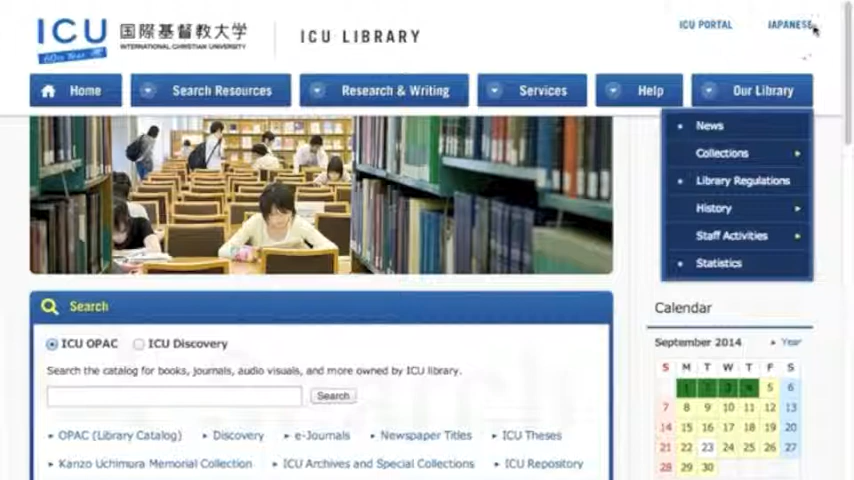 ICU 国際基督教大学 ICU LIBRARY ICU PORTAL JAPANESE
INTERNATIONAL CHRISTIAN UNIVERSITY
Home Search Resources Research & Writing Services Help Our Library
News
Collections
Library Regulations
History
Staff Activities
Statistics
Search
ICU OPAC ICU Discovery
Search the catalog for books, journals, audio visuals, and more owned by ICU library.
Search
OPAC (Library Catalog) Discovery e-Journals Newspaper Titles ICU Theses
Kanzo Uchimura Memorial Collection ICU Archives and Special Collections ICU Repository
Calendar
September 2014 Year
S M T W T F S
1 2 3 4 5 6
7 8 9 10 11 12 13
14 15 16 17 18 19 20
21 22 23 24 25 26 27
28 29 30